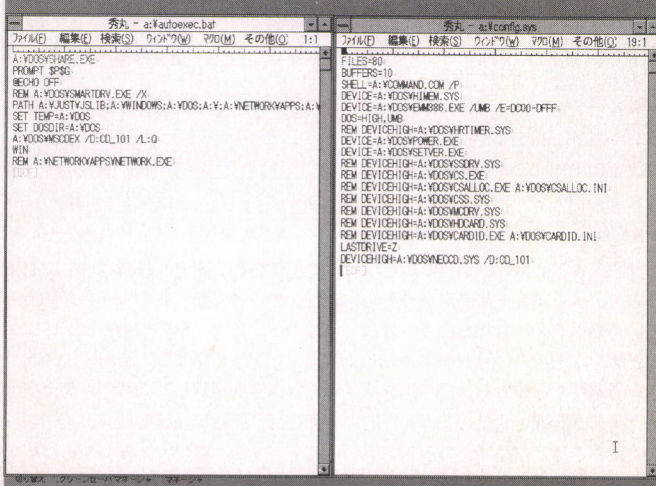 秀丸 - a:¥autoexec.bat
ファイル(F) 編集(E) 検索(S) ウィンドウ(W) マクロ(M) その他(O) 1:1
A:¥DOS¥SHARE.EXE
PROMPT $P$G
@ECHO OFF
REM A:¥DOS¥SMARTDRV.EXE /X
PATH A:¥JUST¥JSLIB;A:¥WINDOWS;A:¥DOS;A:¥;A:¥NETWORK¥APPS;A:¥
SET TEMP=A:¥DOS
SET DOSDIR=A:¥DOS
A:¥DOS¥MSCDEX /D:CD_101 /L:Q
WIN
REM A:¥NETWORK¥APPS¥NETWORK.EXE
[EOF]
秀丸 - a:¥config.sys
ファイル(F) 編集(E) 検索(S) ウィンドウ(W) マクロ(M) その他(O) 19:1
FILES=80
BUFFERS=10
SHELL=A:¥COMMAND.COM /P
DEVICE=A:¥DOS¥HIMEM.SYS
DEVICE=A:¥DOS¥EMM386.EXE /UMB /E=DC00-DFFF
DOS=HIGH,UMB
REM DEVICEHIGH=A:¥DOS¥HRTIMER.SYS
DEVICE=A:¥DOS¥POWER.EXE
DEVICE=A:¥DOS¥SETVER.EXE
REM DEVICEHIGH=A:¥DOS¥SSDRV.SYS
REM DEVICEHIGH=A:¥DOS¥CS.EXE
REM DEVICEHIGH=A:¥DOS¥CSALLOC.EXE A:¥DOS¥CSALLOC.INI
REM DEVICEHIGH=A:¥DOS¥CSS.SYS
REM DEVICEHIGH=A:¥DOS¥MCDRV.SYS
REM DEVICEHIGH=A:¥DOS¥HDCARD.SYS
REM DEVICEHIGH=A:¥DOS¥CARDID.EXE A:¥DOS¥CARDID.INI
LASTDRIVE=Z
DEVICEHIGH=A:¥DOS¥NECCD.SYS /D:CD_101
[EOF]